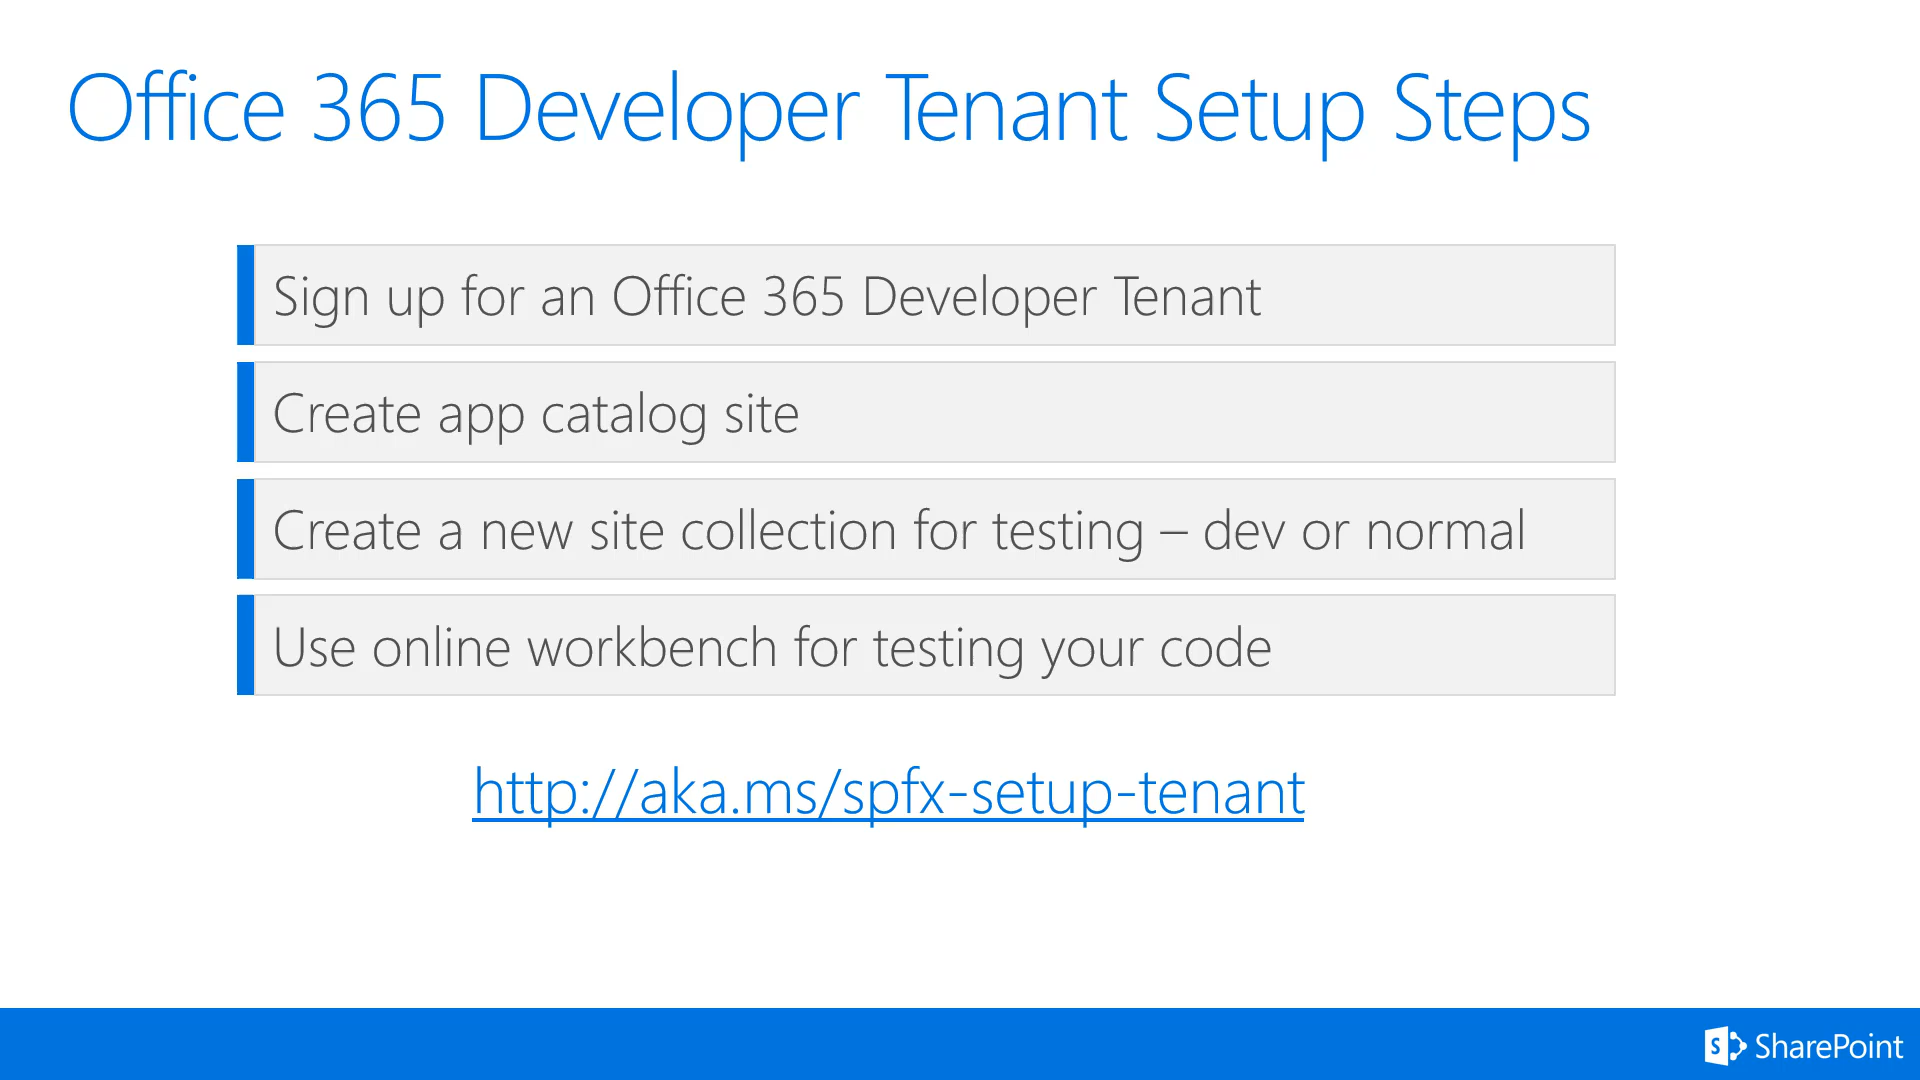 Office 365 Developer Tenant Setup Steps
Sign up for an Office 365 Developer Tenant
Create app catalog site
Create a new site collection for testing – dev or normal
Use online workbench for testing your code
http://aka.ms/spfx-setup-tenant
S SharePoint